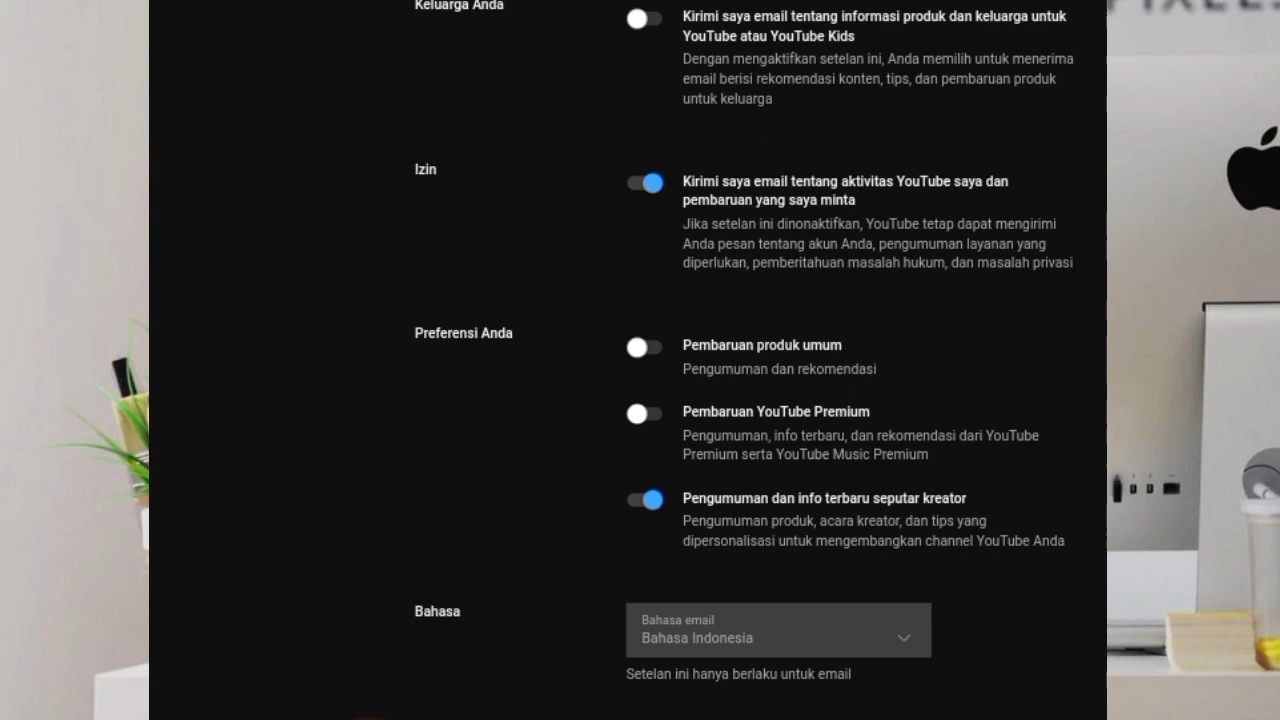 Keluarga Anda
Kirimi saya email tentang informasi produk dan keluarga untuk
YouTube atau YouTube Kids
Dengan mengaktifkan setelan ini, Anda memilih untuk menerima
email berisi rekomendasi konten, tips, dan pembaruan produk
untuk keluarga
Izin
Kirimi saya email tentang aktivitas YouTube saya dan
pembaruan yang saya minta
Jika setelan ini dinonaktifkan, YouTube tetap dapat mengirimi
Anda pesan tentang akun Anda, pengumuman layanan yang
diperlukan, pemberitahuan masalah hukum, dan masalah privasi
Preferensi Anda
Pembaruan produk umum
Pengumuman dan rekomendasi
Pembaruan YouTube Premium
Pengumuman, info terbaru, dan rekomendasi dari YouTube
Premium serta YouTube Music Premium
Pengumuman dan info terbaru seputar kreator
Pengumuman produk, acara kreator, dan tips yang
dipersonalisasi untuk mengembangkan channel YouTube Anda
Bahasa
Bahasa email
Bahasa Indonesia
Setelan ini hanya berlaku untuk email